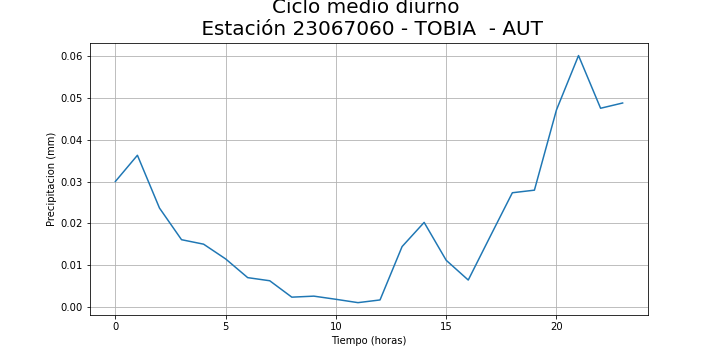 Ciclo medio diurno
Estación 23067060 - TOBIA  - AUT
0.06
0.05
0.04
0.03
0.02
0.01
0.00
Precipitacion (mm)
0 5 10 15 20
Tiempo (horas)